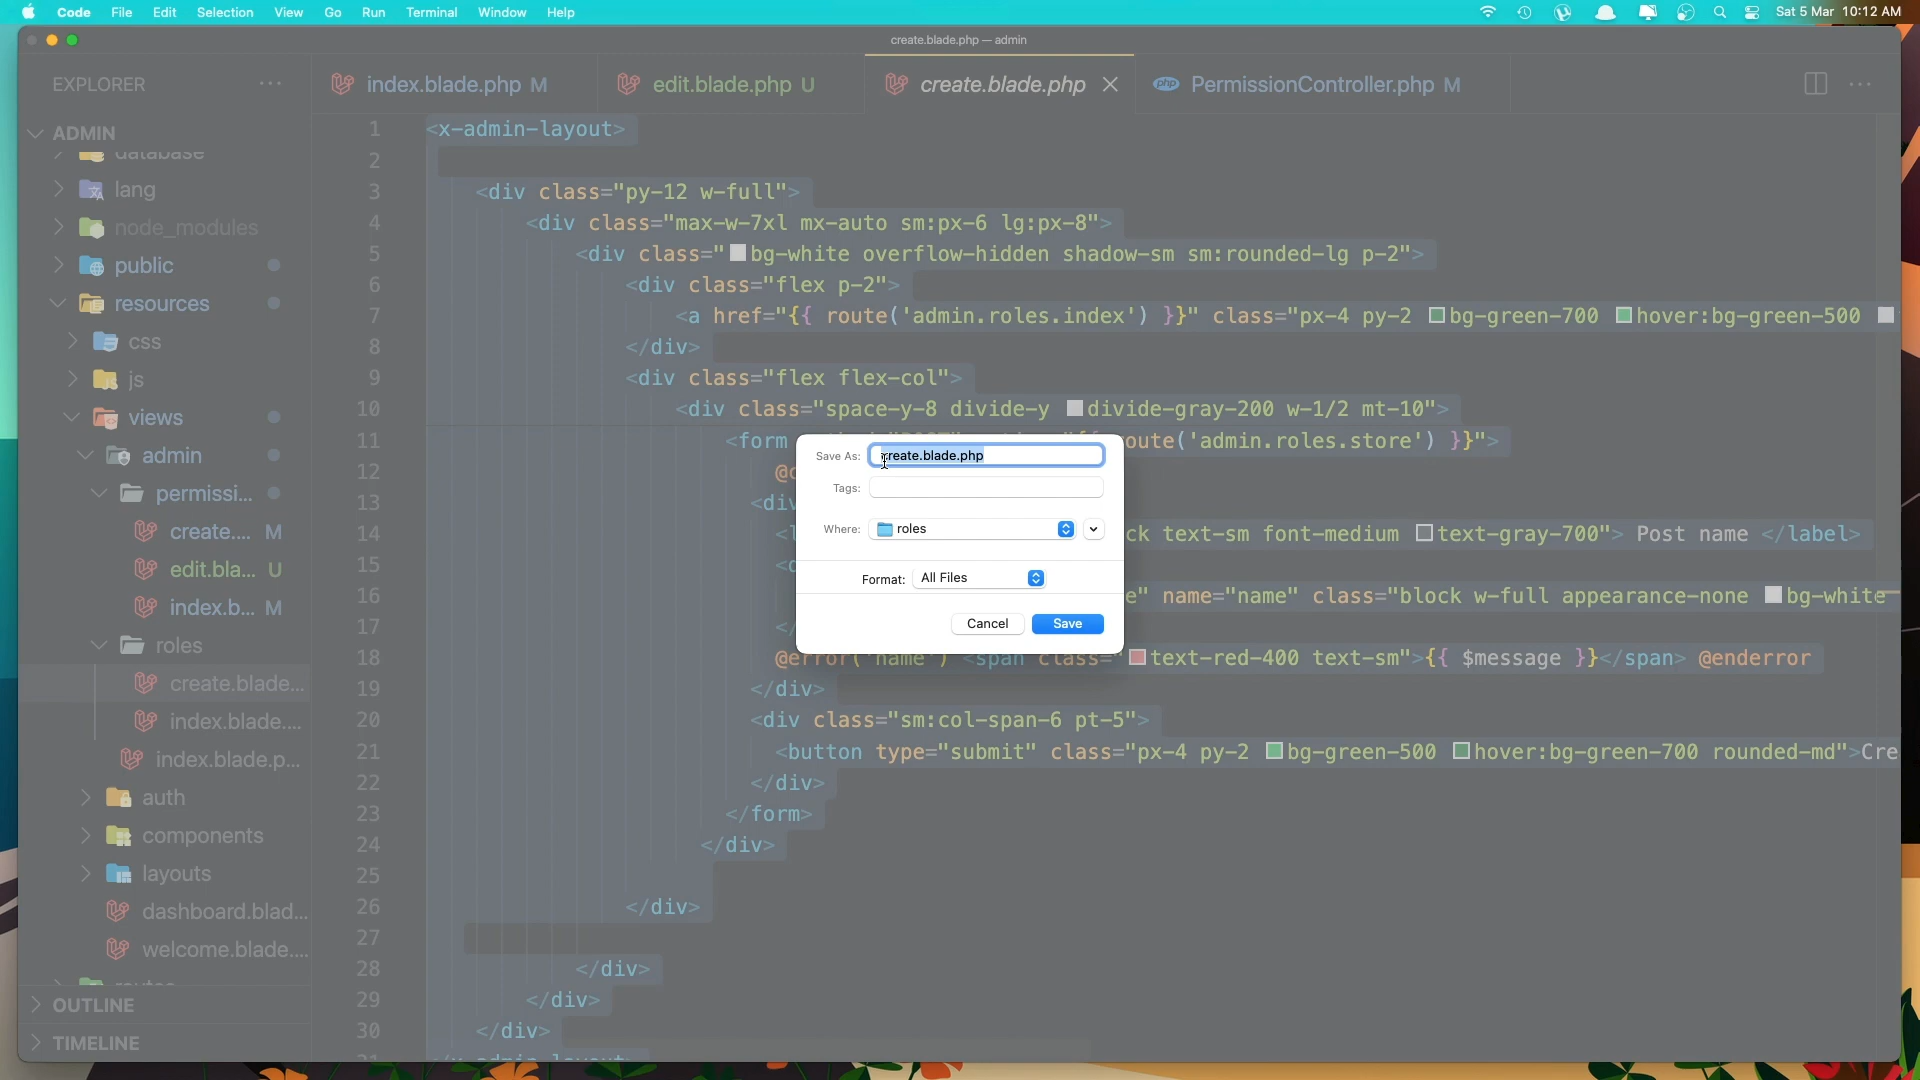 Code File Edit Selection View Go Run Terminal Window Help
Sat 5 Mar 10:12 AM
create.blade.php — admin
EXPLORER
index.blade.php M
edit.blade.php U
create.blade.php
PermissionController.php M
ADMIN
database
lang
node_modules
public
resources
css
js
views
admin
permissi...
create.... M
edit.bla... U
index.b... M
roles
create.blade...
index.blade....
index.blade.p...
auth
components
layouts
dashboard.blad...
welcome.blade....
routes
OUTLINE
TIMELINE
1 <x-admin-layout>
2
3 <div class="py-12 w-full">
4 <div class="max-w-7xl mx-auto sm:px-6 lg:px-8">
5 <div class="bg-white overflow-hidden shadow-sm sm:rounded-lg p-2">
6 <div class="flex p-2">
7 <a href="{{ route('admin.roles.index') }}" class="px-4 py-2 bg-green-700 hover:bg-green-500
8 </div>
9 <div class="flex flex-col">
10 <div class="space-y-8 divide-y divide-gray-200 w-1/2 mt-10">
11 <form oute('admin.roles.store') }}">
12 @c
13 <div
14 <l ck text-sm font-medium text-gray-700"> Post name </label>
15 <d
16 e" name="name" class="block w-full appearance-none bg-white
17 </
18 @error('name') <span class="text-red-400 text-sm">{{ $message }}</span> @enderror
19 </div>
20 <div class="sm:col-span-6 pt-5">
21 <button type="submit" class="px-4 py-2 bg-green-500 hover:bg-green-700 rounded-md">Cre
22 </div>
23 </form>
24 </div>
25
26 </div>
27
28 </div>
29 </div>
30 </div>
31 </x-admin-layout>
Save As: create.blade.php
Tags:
Where: roles
Format: All Files
Cancel Save